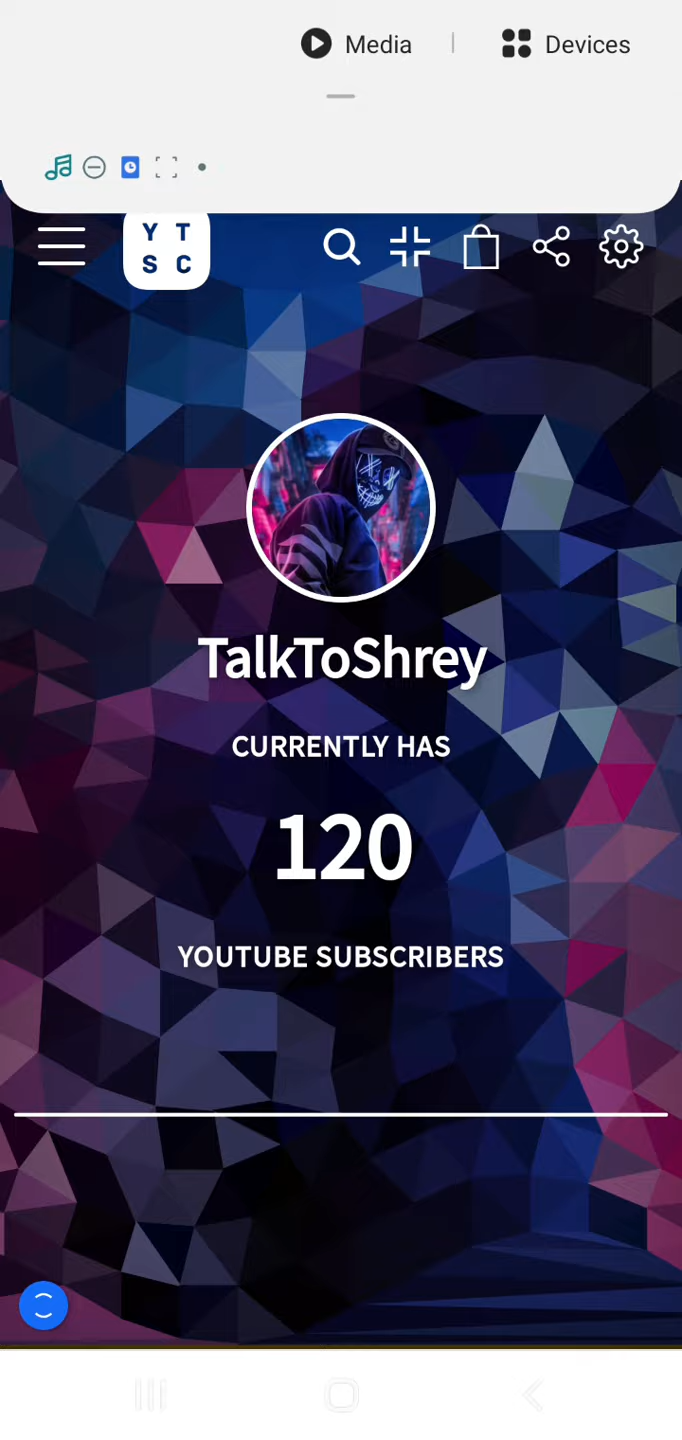 Media
Devices
Y T
S C
TalkToShrey
CURRENTLY HAS
120
YOUTUBE SUBSCRIBERS